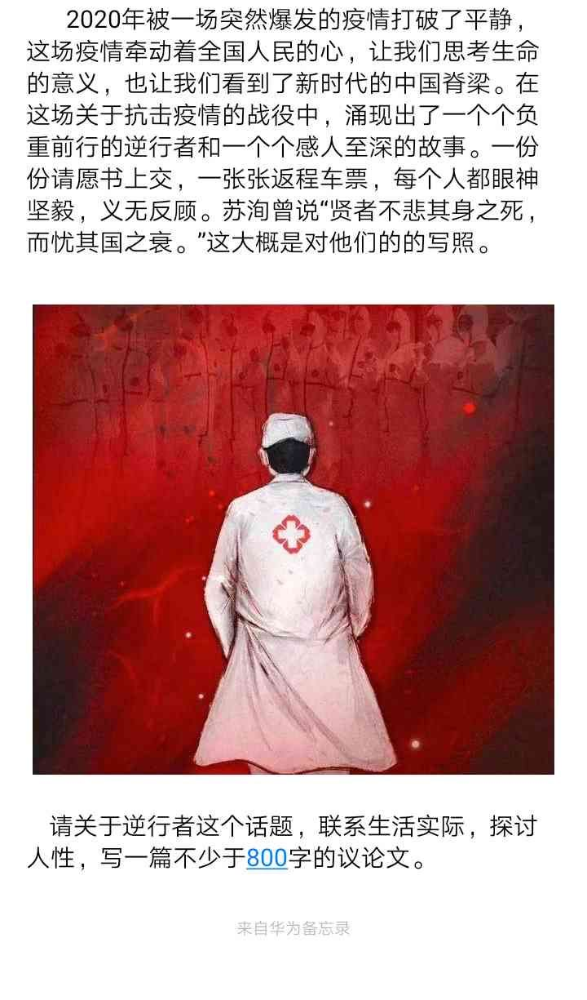 2020年被一场突然爆发的疫情打破了平静，
这场疫情牵动着全国人民的心，让我们思考生命
的意义，也让我们看到了新时代的中国脊梁。在
这场关于抗击疫情的战役中，涌现出了一个个负
重前行的逆行者和一个个感人至深的故事。一份
份请愿书上交，一张张返程车票，每个人都眼神
坚毅，义无反顾。苏洵曾说“贤者不悲其身之死，
而忧其国之衰。”这大概是对他们的的写照。
请关于逆行者这个话题，联系生活实际，探讨
人性，写一篇不少于800字的议论文。
来自华为备忘录